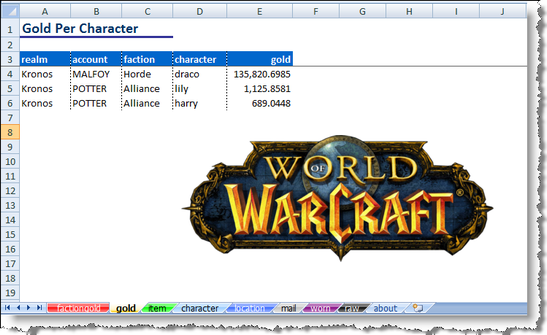 A B C D E F G H I J
1 Gold Per Character
2
3 realm account faction character gold
4 Kronos MALFOY Horde draco 135,820.6985
5 Kronos POTTER Alliance lily 1,125.8581
6 Kronos POTTER Alliance harry 689.0448
7
8
9
10
11
12
13
14
15
16
17
18
19
WORLD
OF
WARCRAFT
®
factiongold gold item character location mail worn raw about